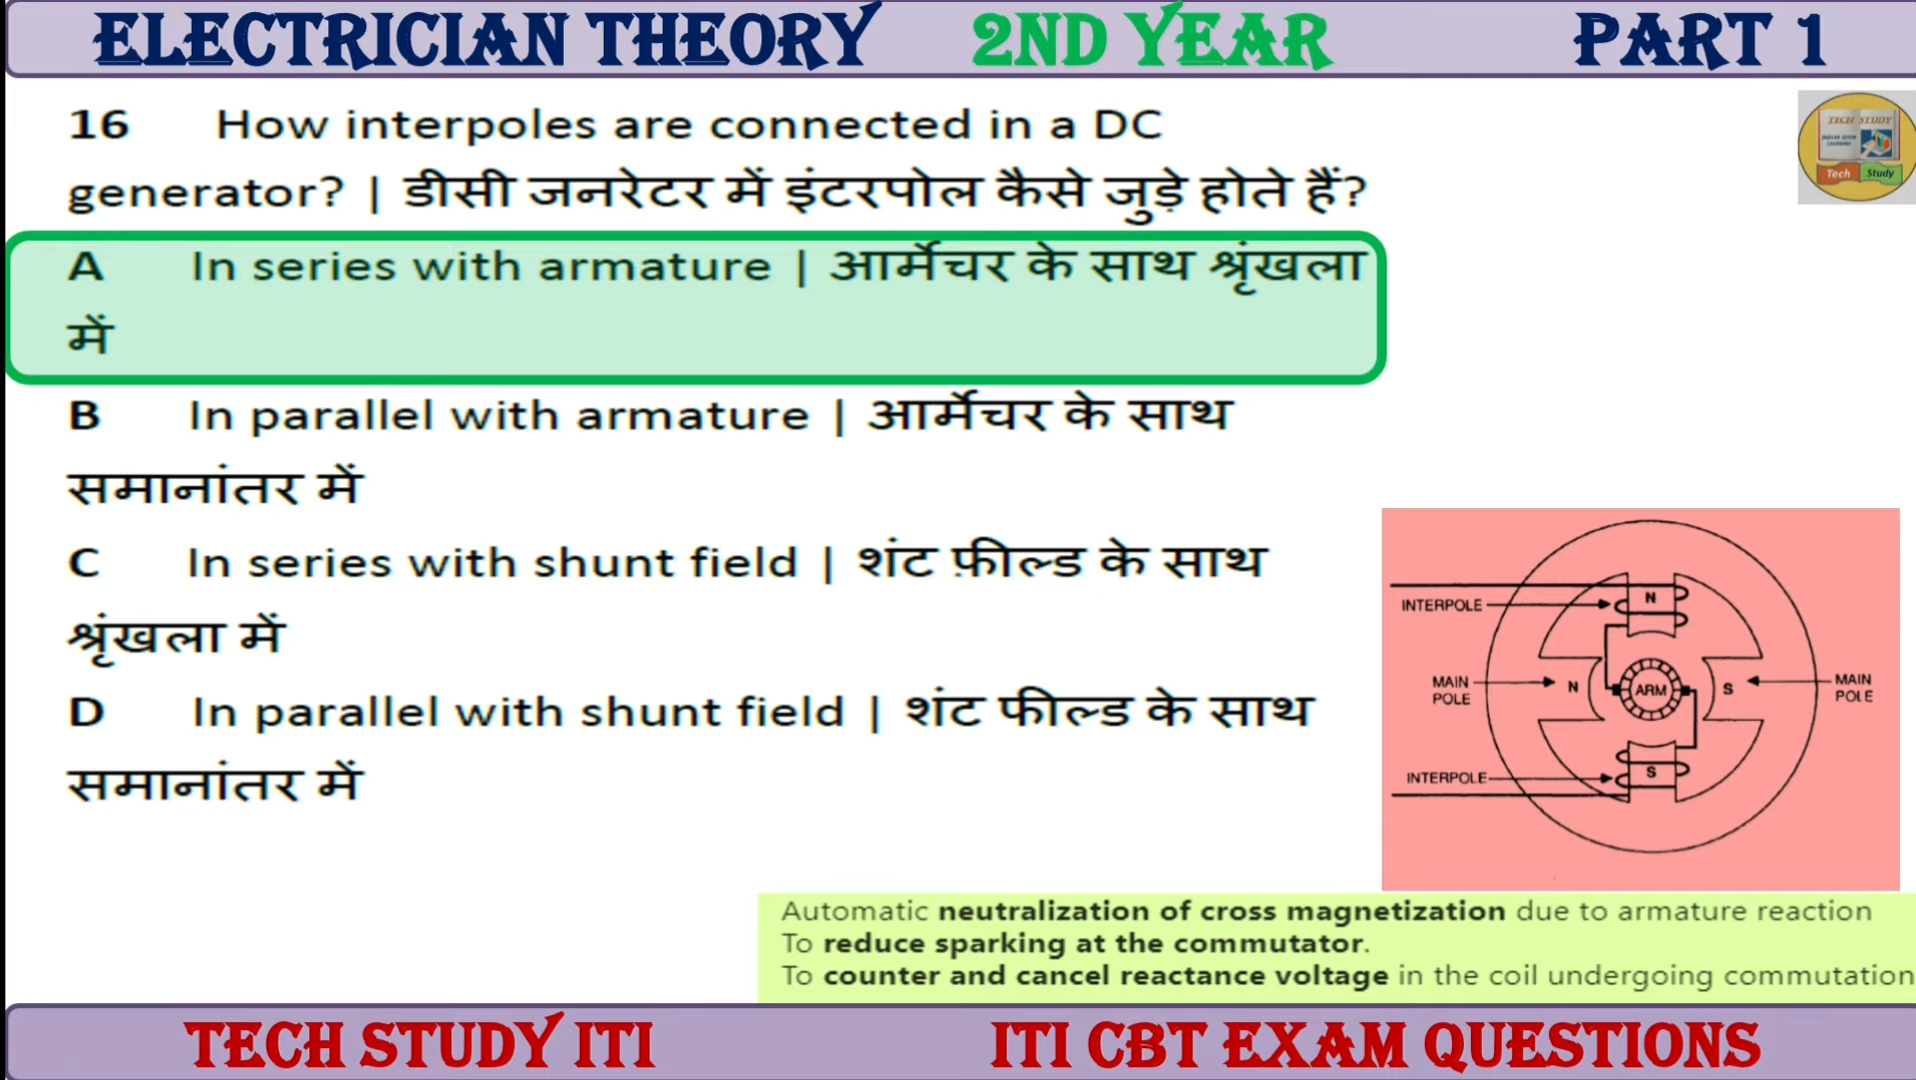 ELECTRICIAN THEORY 2ND YEAR PART 1
TECH STUDY
Tech Study
16 How interpoles are connected in a DC
generator? | डीसी जनरेटर में इंटरपोल कैसे जुड़े होते हैं?
A In series with armature | आर्मेचर के साथ श्रृंखला
में
B In parallel with armature | आर्मेचर के साथ
समानांतर में
C In series with shunt field | शंट फ़ील्ड के साथ
श्रृंखला में
D In parallel with shunt field | शंट फील्ड के साथ
समानांतर में
N
INTERPOLE
MAIN
POLE
N
ARM
S
MAIN
POLE
INTERPOLE
S
Automatic neutralization of cross magnetization due to armature reaction
To reduce sparking at the commutator.
To counter and cancel reactance voltage in the coil undergoing commutation
TECH STUDY ITI ITI CBT EXAM QUESTIONS